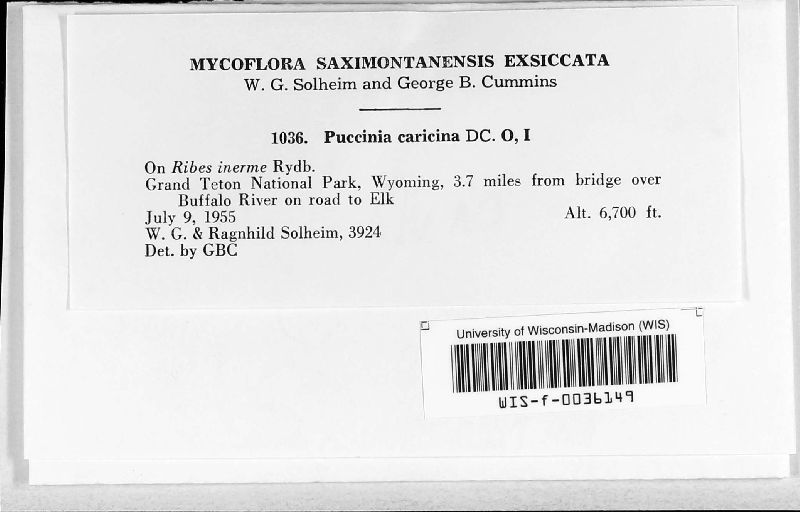 MYCOFLORA SAXIMONTANENSIS EXSICCATA
W. G. Solheim and George B. Cummins
1036. Puccinia caricina DC. O, I
On Ribes inerme Rydb.
Grand Teton National Park, Wyoming, 3.7 miles from bridge over
Buffalo River on road to Elk
July 9, 1955 Alt. 6,700 ft.
W. G. & Ragnhild Solheim, 3924
Det. by GBC
University of Wisconsin-Madison (WIS)
WIS-f-0036149